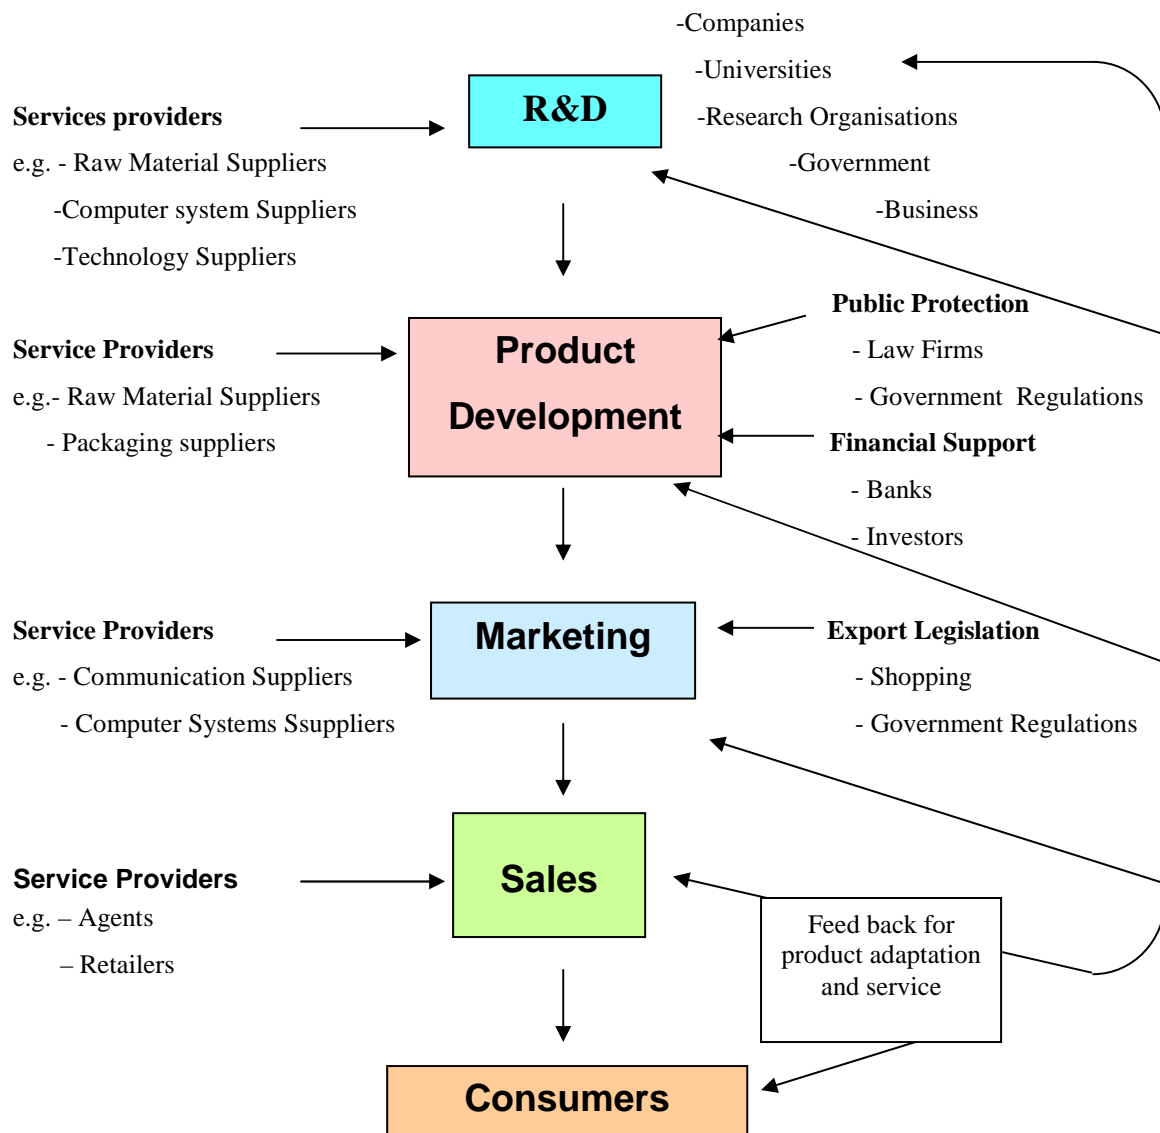 -Companies
-Universities
R&D
Services providers
-Research Organisations
e.g. - Raw Material Suppliers
-Government
-Computer system Suppliers
-Business
-Technology Suppliers
Public Protection
Service Providers
Product
- Law Firms
e.g.- Raw Material Suppliers
- Government  Regulations
Development
- Packaging suppliers
Financial Support
- Banks
- Investors
Service Providers
Marketing
Export Legislation
e.g. - Communication Suppliers
- Shopping
- Computer Systems Ssuppliers
- Government Regulations
Service Providers
Sales
e.g. – Agents
– Retailers
Feed back for
product adaptation
and service
Consumers